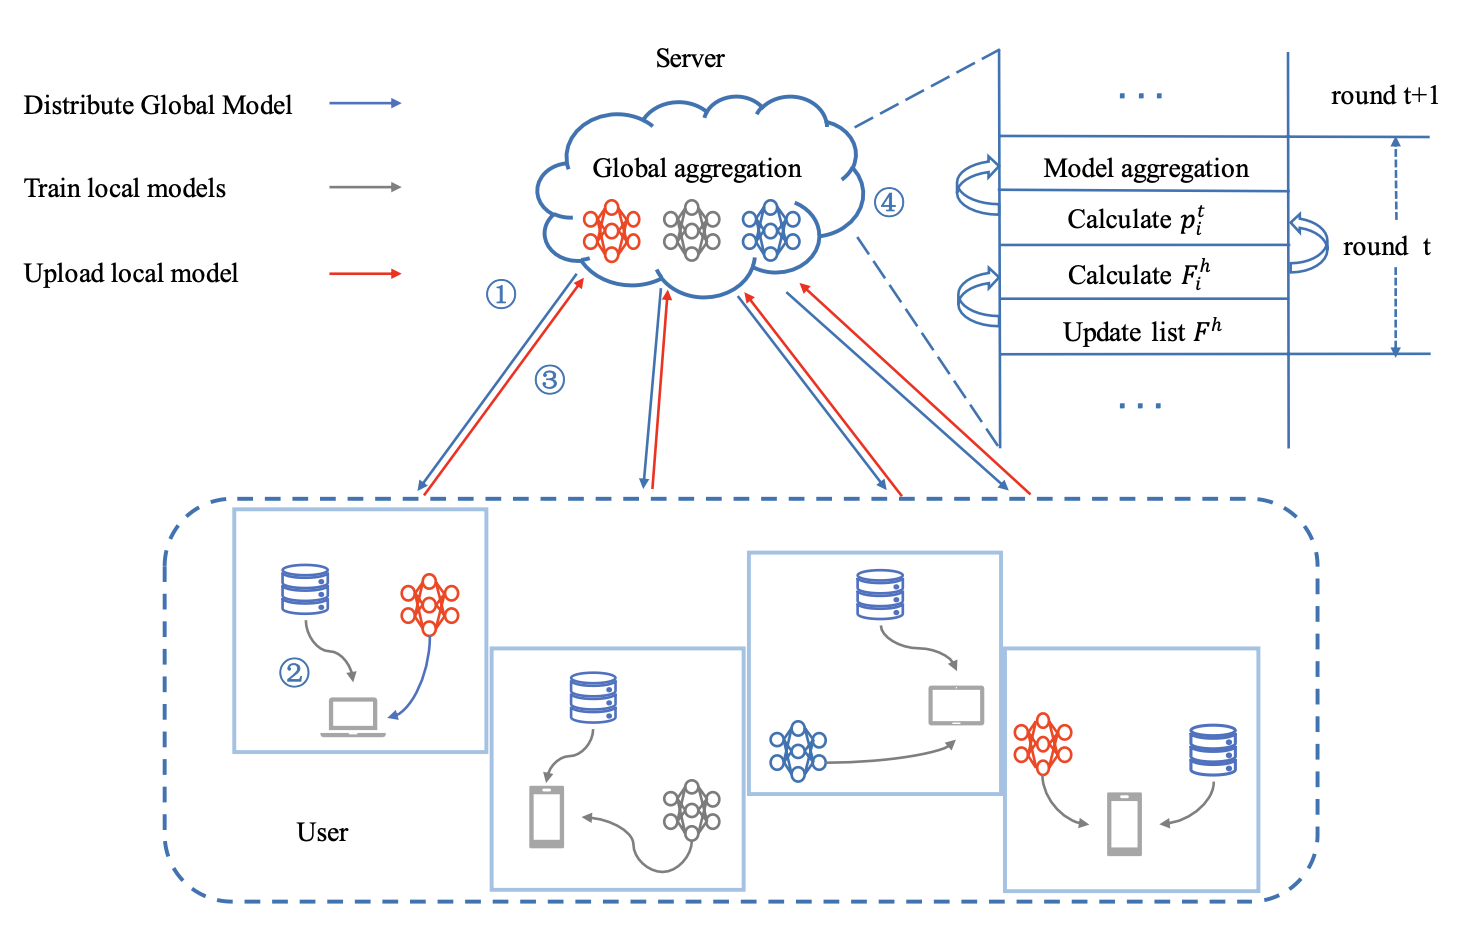 Server
Distribute Global Model
Train local models
Upload local model
Global aggregation
①
②
③
④
. . .
round t+1
Model aggregation
Calculate $p_i^t$
Calculate $F_i^h$
Update list $F^h$
round t
. . .
User